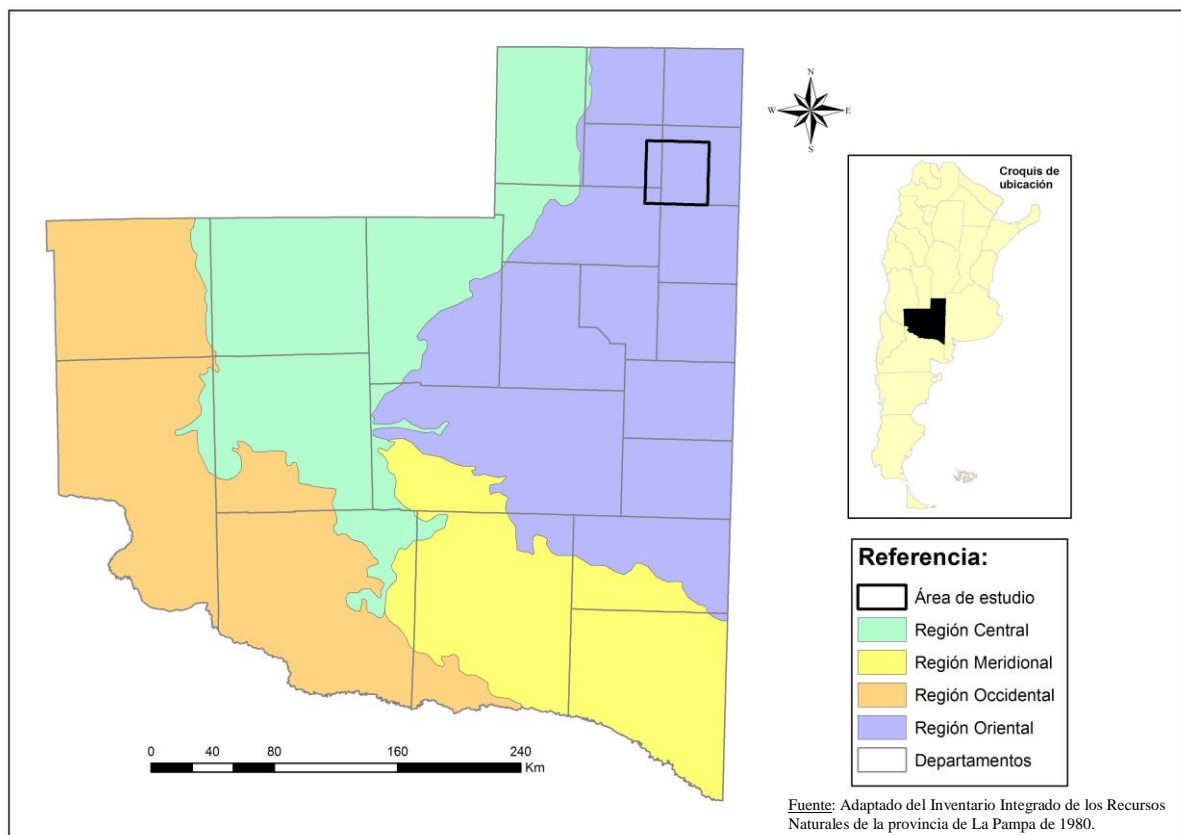 N
W
E
S
Croquis de
ubicación
Referencia:
Área de estudio
Región Central
Región Meridional
Región Occidental
Región Oriental
Departamentos
0 40 80 160 240
Km
Fuente: Adaptado del Inventario Integrado de los Recursos
Naturales de la provincia de La Pampa de 1980.